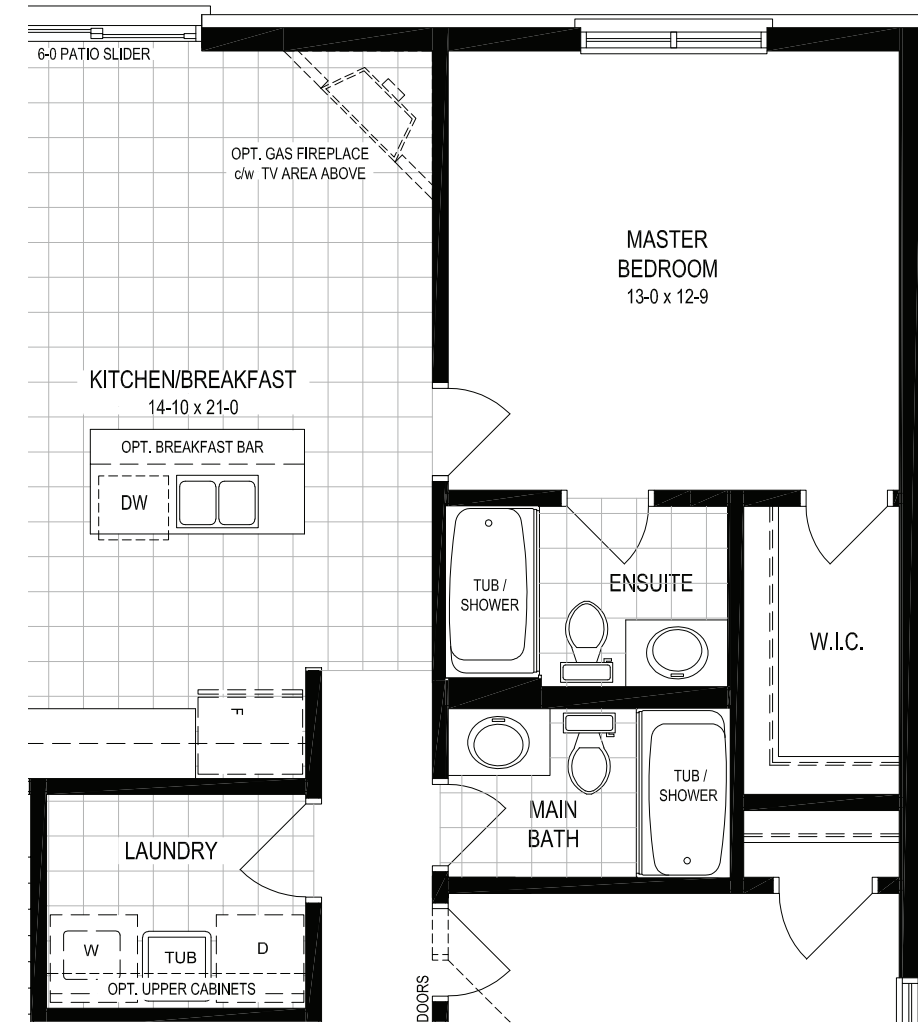 6-0 PATIO SLIDER
OPT. GAS FIREPLACE
c/w TV AREA ABOVE
MASTER
BEDROOM
13-0 x 12-9
KITCHEN/BREAKFAST
14-10 x 21-0
OPT. BREAKFAST BAR
DW
TUB /
SHOWER
ENSUITE
W.I.C.
F
TUB /
SHOWER
MAIN
BATH
LAUNDRY
W
TUB
D
OPT. UPPER CABINETS
DOORS